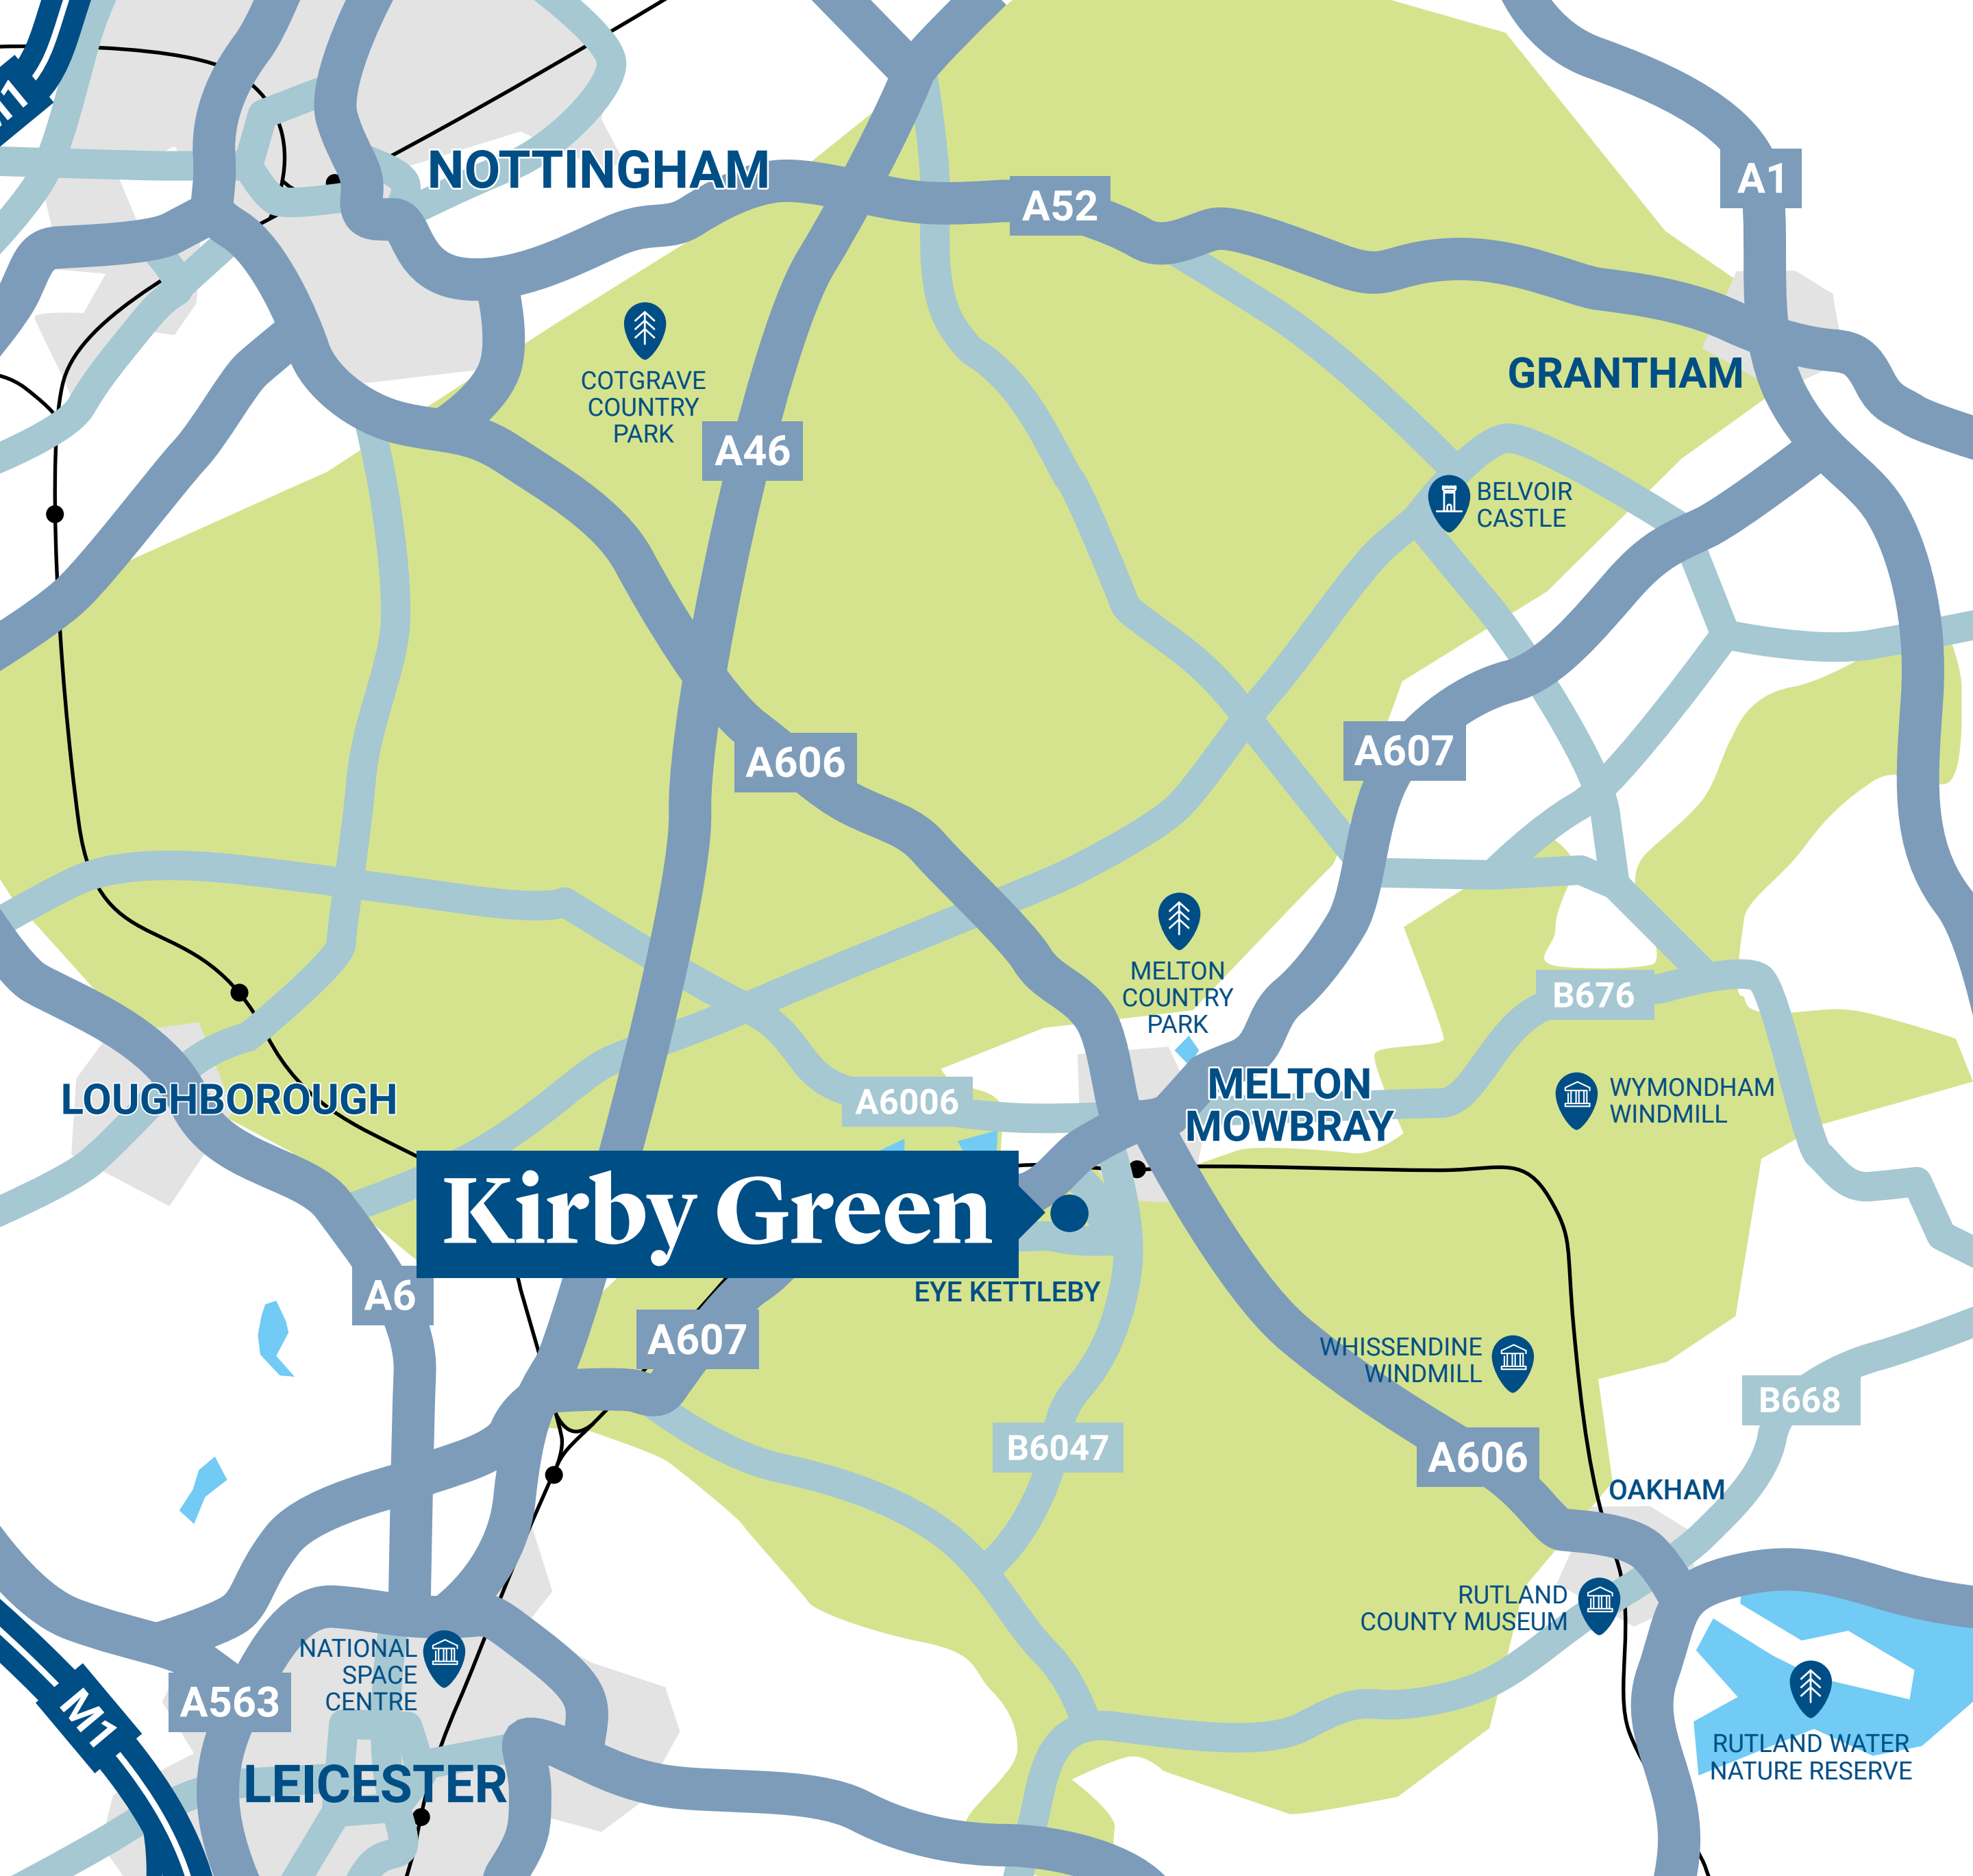 M1
NOTTINGHAM
A52
A1
COTGRAVE
COUNTRY
PARK
GRANTHAM
A46
BELVOIR
CASTLE
A606
A607
MELTON
COUNTRY
PARK
B676
LOUGHBOROUGH
A6006
MELTON
MOWBRAY
WYMONDHAM
WINDMILL
Kirby Green
EYE KETTLEBY
A6
A607
WHISSENDINE
WINDMILL
B668
B6047
A606
OAKHAM
RUTLAND
COUNTY MUSEUM
NATIONAL
SPACE
CENTRE
A563
M1
RUTLAND WATER
NATURE RESERVE
LEICESTER